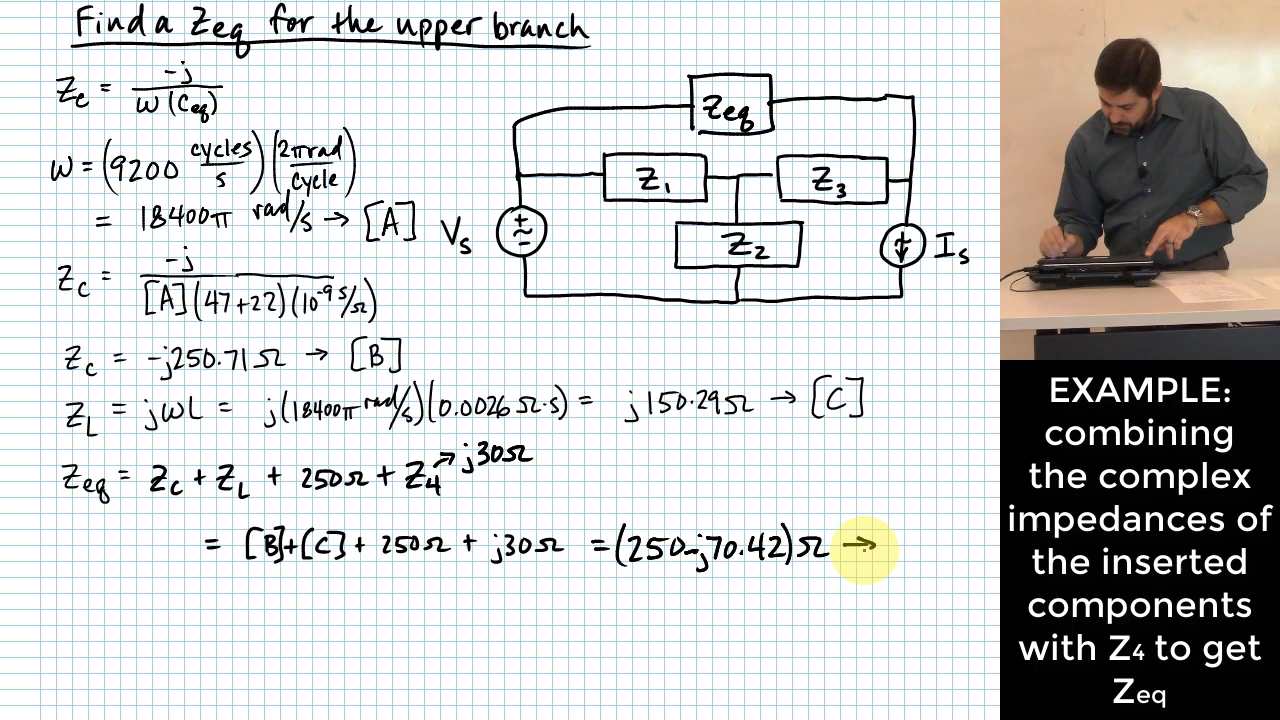 Find a Zeq for the upper branch
Zc = -j / ω(Ceq)
ω = (9200 cycles/s)(2π rad/cycle)
= 18400π rad/s → [A]
Zc = -j / [A](47+22)(10⁻⁹ s/Ω)
Zc = -j250.71Ω → [B]
ZL = jωL = j(18400π rad/s)(0.0026 Ω·s) = j150.29Ω → [C]
Zeq = Zc + ZL + 250Ω + Z4 → j30Ω
= [B]+[C] + 250Ω + j30Ω = (250-j70.42)Ω →
Zeq
Z1
Z3
Vs
+
~
-
Z2
Is
EXAMPLE:
combining
the complex
impedances of
the inserted
components
with Z4 to get
Zeq